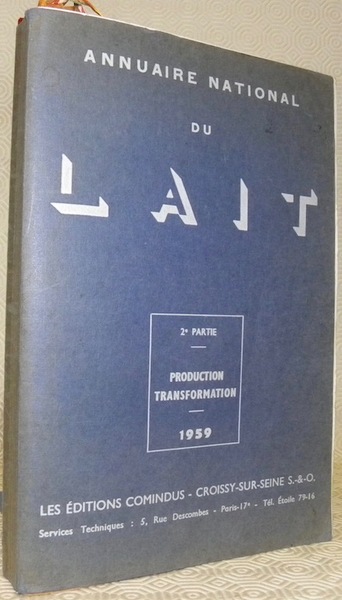 ANNUAIRE NATIONAL
DU
LAIT
2e PARTIE
PRODUCTION
TRANSFORMATION
1959
LES ÉDITIONS COMINDUS - CROISSY-SUR-SEINE S.-&-O.
Services Techniques : 5, Rue Descombes - Paris-17e - Tél. Étoile 79-16